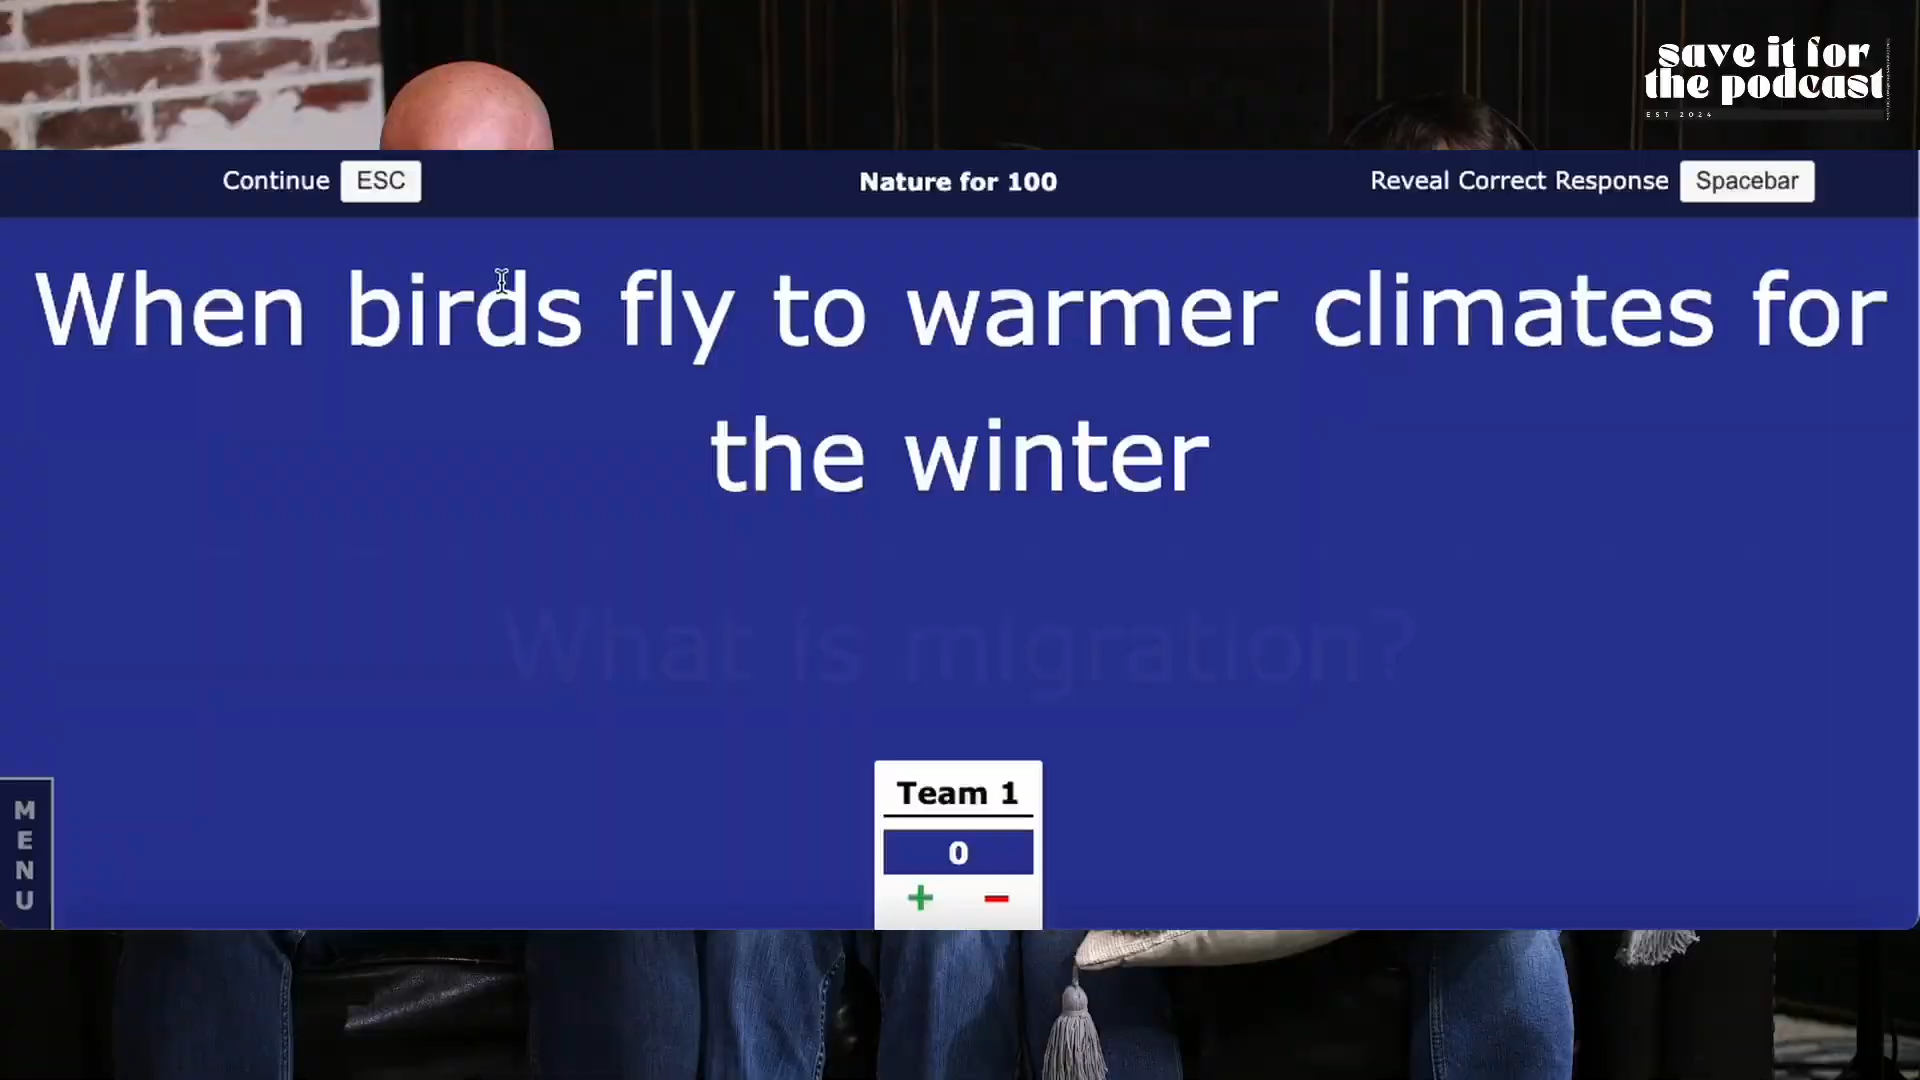 save it for
the podcast
EST 2024
Continue ESC
Nature for 100
Reveal Correct Response Spacebar
When birds fly to warmer climates for
the winter
What is migration?
MENU
Team 1
0
+ −